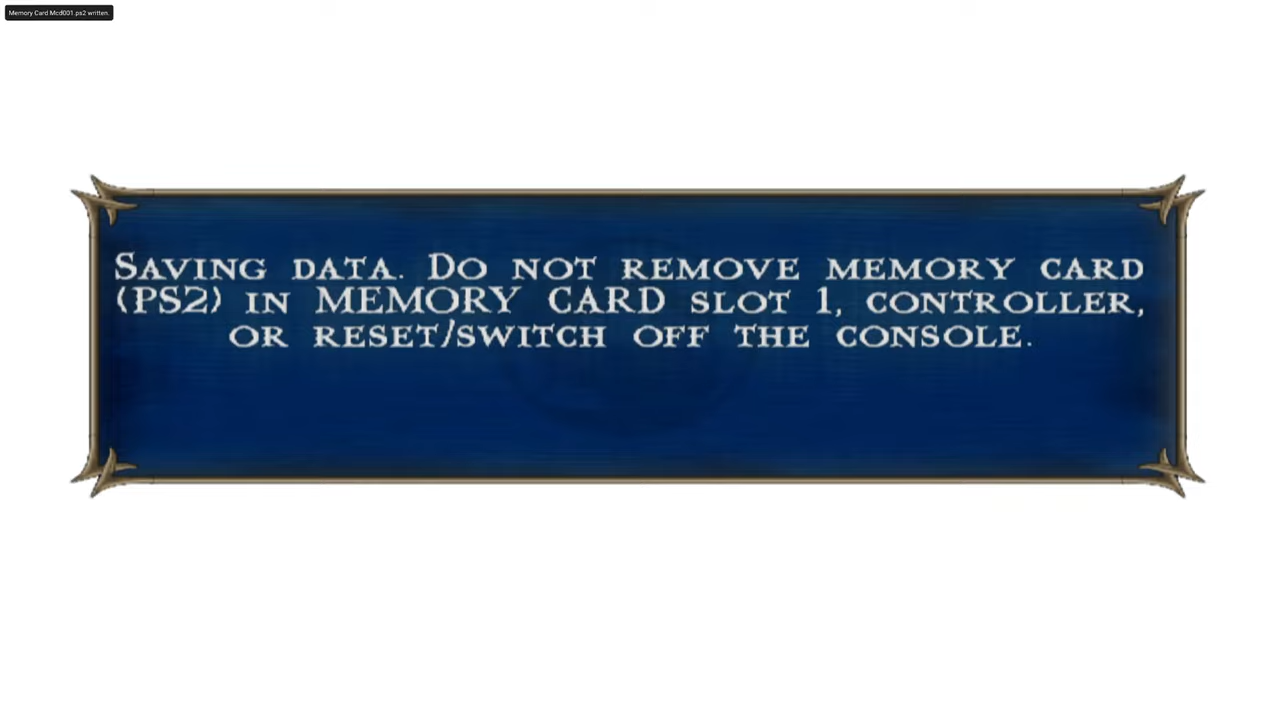 Memory Card Mcd001.ps2 written.
Saving data. Do not remove memory card
(PS2) in MEMORY CARD slot 1, controller,
or reset/switch off the console.